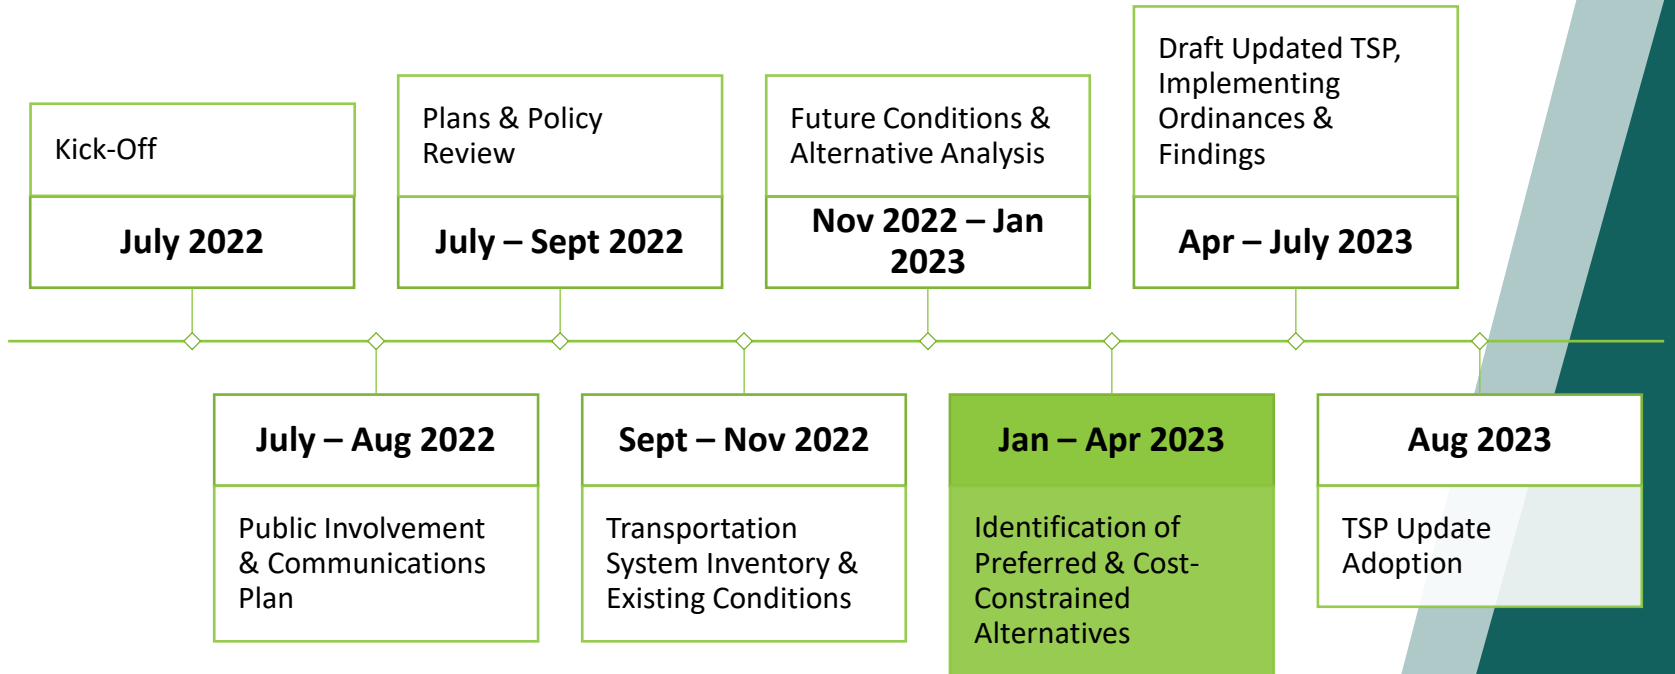 Kick-Off
July 2022
July – Aug 2022
Public Involvement
& Communications
Plan
Plans & Policy
Review
July – Sept 2022
Sept – Nov 2022
Transportation
System Inventory &
Existing Conditions
Future Conditions &
Alternative Analysis
Nov 2022 – Jan
2023
Jan – Apr 2023
Identification of
Preferred & Cost-
Constrained
Alternatives
Draft Updated TSP,
Implementing
Ordinances &
Findings
Apr – July 2023
Aug 2023
TSP Update
Adoption